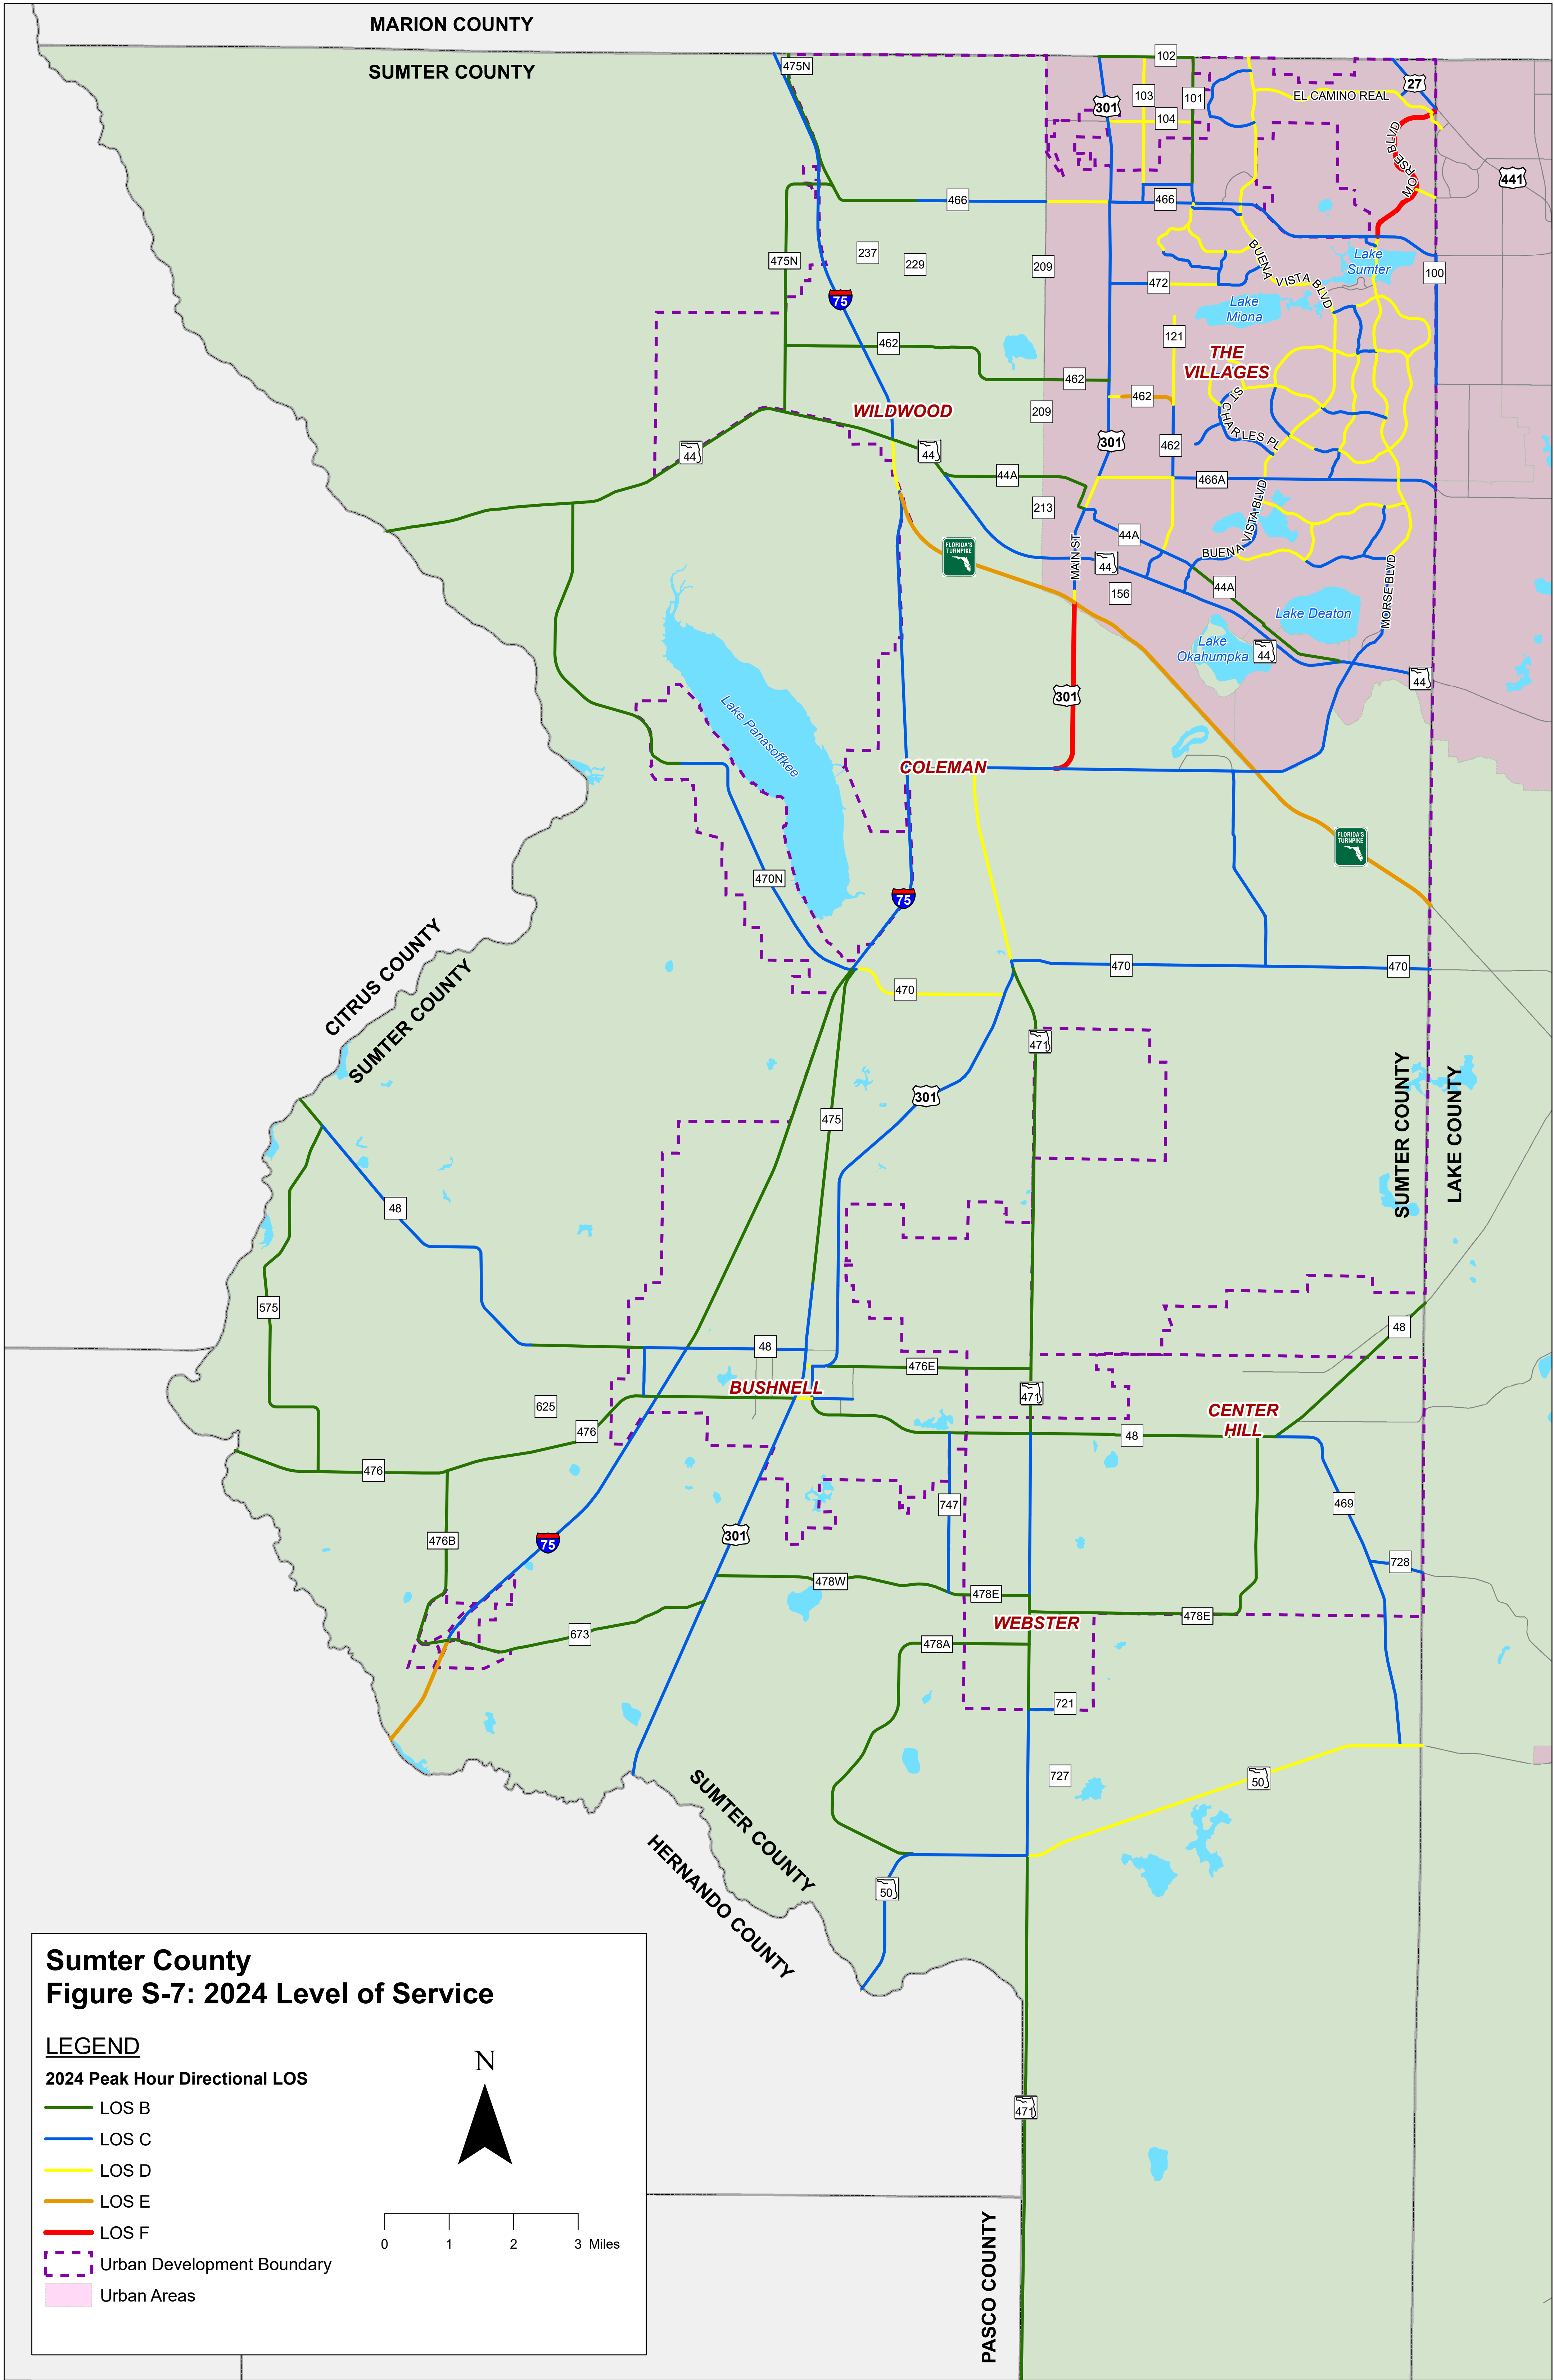 MARION COUNTY
SUMTER COUNTY
475N
102
27
103
101
EL CAMINO REAL
301
104
MORSE BLVD
441
466
466
237
229
475N
209
BUENA VISTA BLVD
Lake
Sumter
100
472
75
Lake
Miona
121
462
THE
VILLAGES
462
462
WILDWOOD
209
ST CHARLES PL
301
462
44
44
44A
466A
213
FLORIDA'S
TURNPIKE
MAIN ST
44A
BUENA VISTA BLVD
44
156
44A
MORSE BLVD
Lake Deaton
Lake
Okahumpka
44
44
301
Lake Panasoffkee
COLEMAN
FLORIDA'S
TURNPIKE
470N
75
CITRUS COUNTY
SUMTER COUNTY
470
470
470
471
301
475
SUMTER COUNTY
LAKE COUNTY
48
575
48
48
476E
BUSHNELL
471
625
CENTER
HILL
476
48
476
469
747
301
476B
75
728
478W
478E
478E
WEBSTER
673
478A
721
727
50
SUMTER COUNTY
HERNANDO COUNTY
50
471
PASCO COUNTY
Sumter County
Figure S-7: 2024 Level of Service
LEGEND
2024 Peak Hour Directional LOS
LOS B
LOS C
LOS D
LOS E
LOS F
Urban Development Boundary
Urban Areas
N
0 1 2 3 Miles